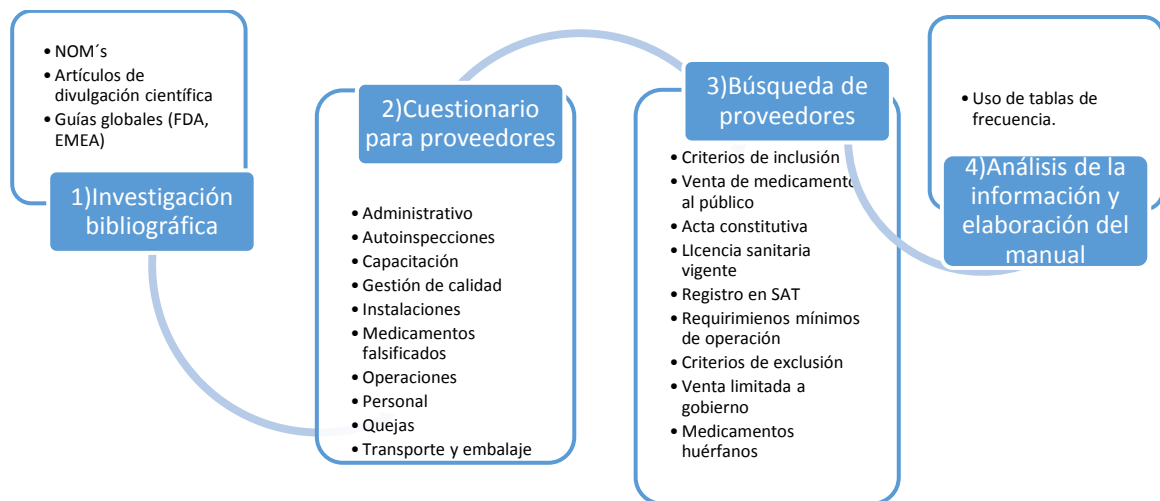 • NOM´s
• Artículos de
divulgación científica
• Guías globales (FDA,
EMEA)
1)Investigación
bibliográfica
2)Cuestionario
para proveedores
• Administrativo
• Autoinspecciones
• Capacitación
• Gestión de calidad
• Instalaciones
• Medicamentos
falsificados
• Operaciones
• Personal
• Quejas
• Transporte y embalaje
3)Búsqueda de
proveedores
• Criterios de inclusión
• Venta de medicamento
al público
• Acta constitutiva
• LIcencia sanitaria
vigente
• Registro en SAT
• Requirimienos mínimos
de operación
• Criterios de exclusión
• Venta limitada a
gobierno
• Medicamentos
huérfanos
• Uso de tablas de
frecuencia.
4)Análisis de la
información y
elaboración del
manual